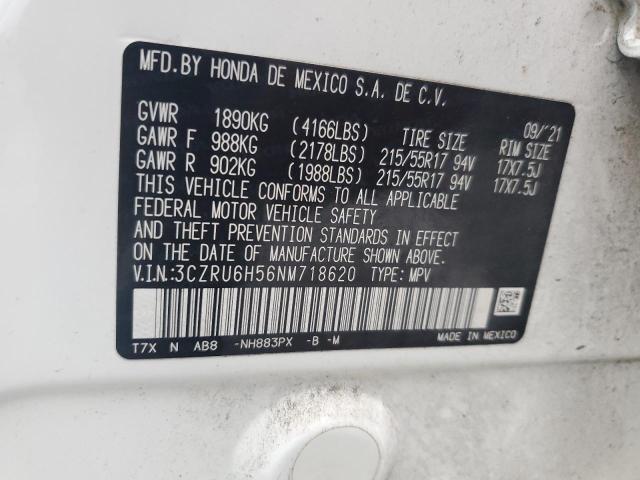 MFD.BY HONDA DE MEXICO S.A. DE C.V.
09/'21
GVWR 1890KG (4166LBS) TIRE SIZE RIM SIZE
GAWR F 988KG (2178LBS) 215/55R17 94V 17X7.5J
GAWR R 902KG (1988LBS) 215/55R17 94V 17X7.5J
THIS VEHICLE CONFORMS TO ALL APPLICABLE
FEDERAL MOTOR VEHICLE SAFETY
AND THEFT PREVENTION STANDARDS IN EFFECT
ON THE DATE OF MANUFACTURE SHOWN ABOVE.
V.I.N.:3CZRU6H56NM718620 TYPE: MPV
T7X N AB8 -NH883PX -B -M
MADE IN MEXICO